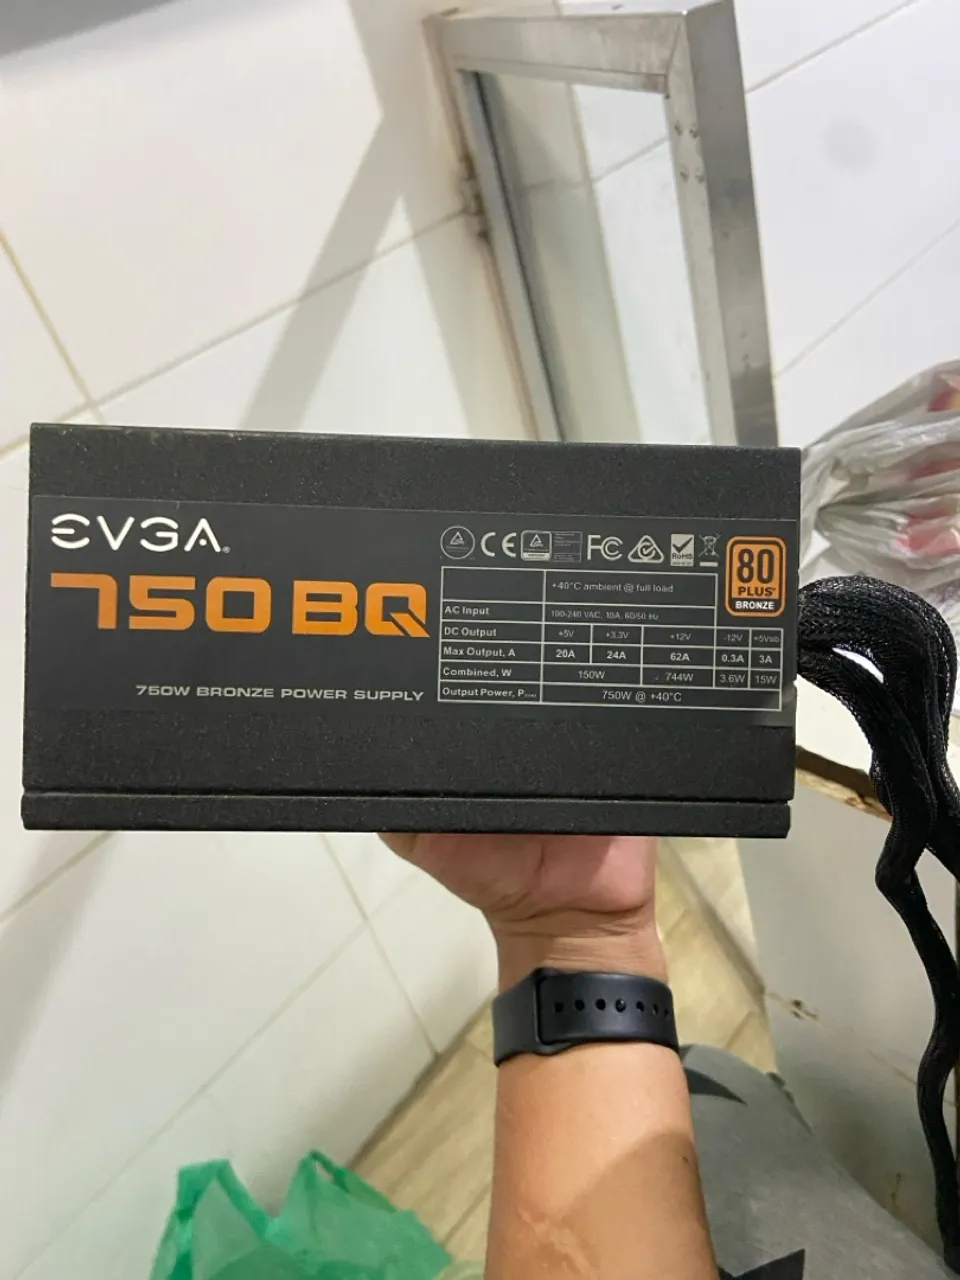 EVGA
750 BQ
750W BRONZE POWER SUPPLY
CE FC RoHS
80
PLUS
BRONZE
+40°C ambient @ full load
AC Input 100-240 VAC, 10A, 60/50 Hz
DC Output +5V +3.3V +12V -12V +5Vsb
Max Output, A 20A 24A 62A 0.3A 3A
Combined, W 150W 744W 3.6W 15W
Output Power, P 750W @ +40°C